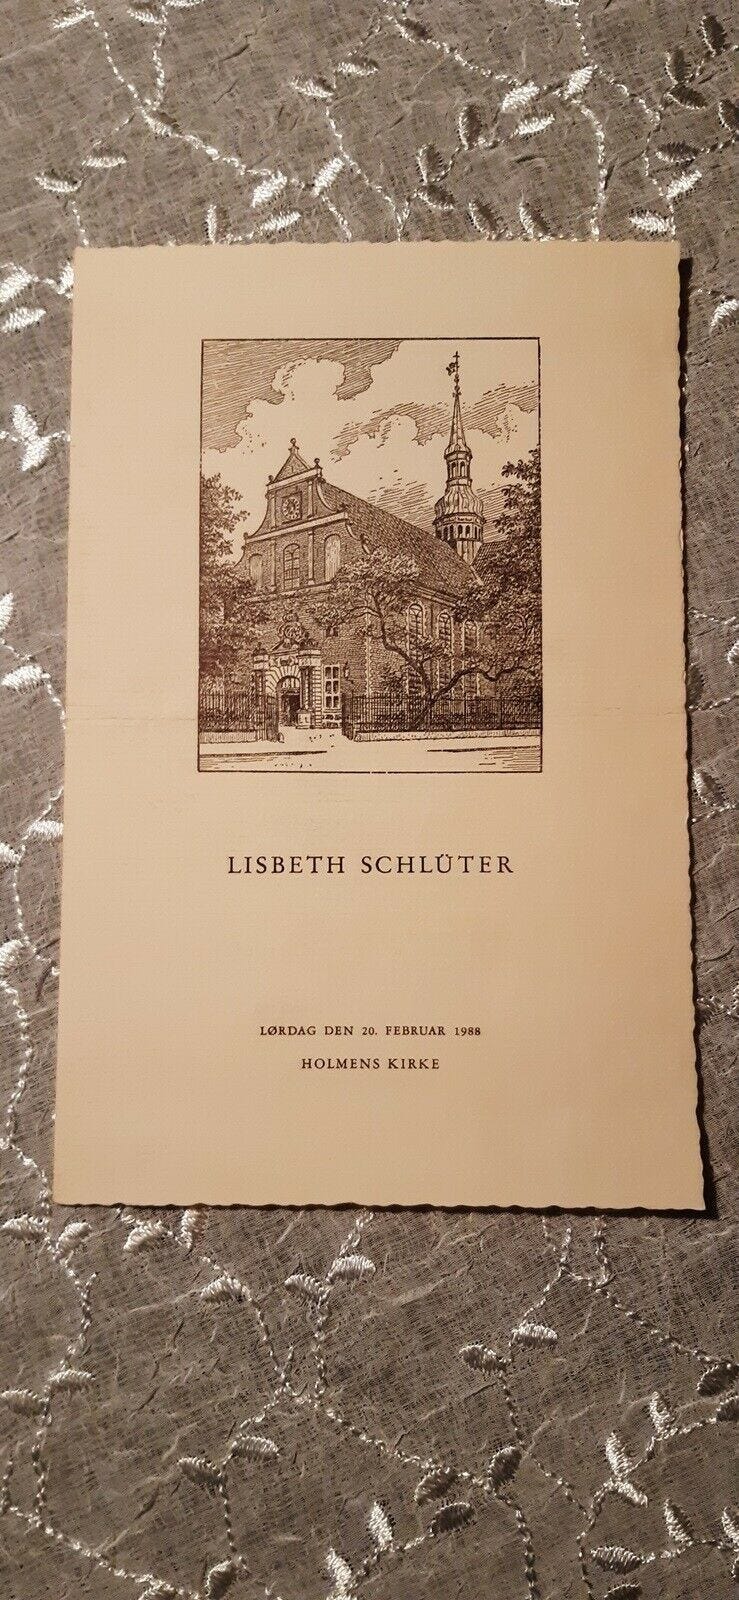 LISBETH SCHLÜTER
LØRDAG DEN 20. FEBRUAR 1988
HOLMENS KIRKE